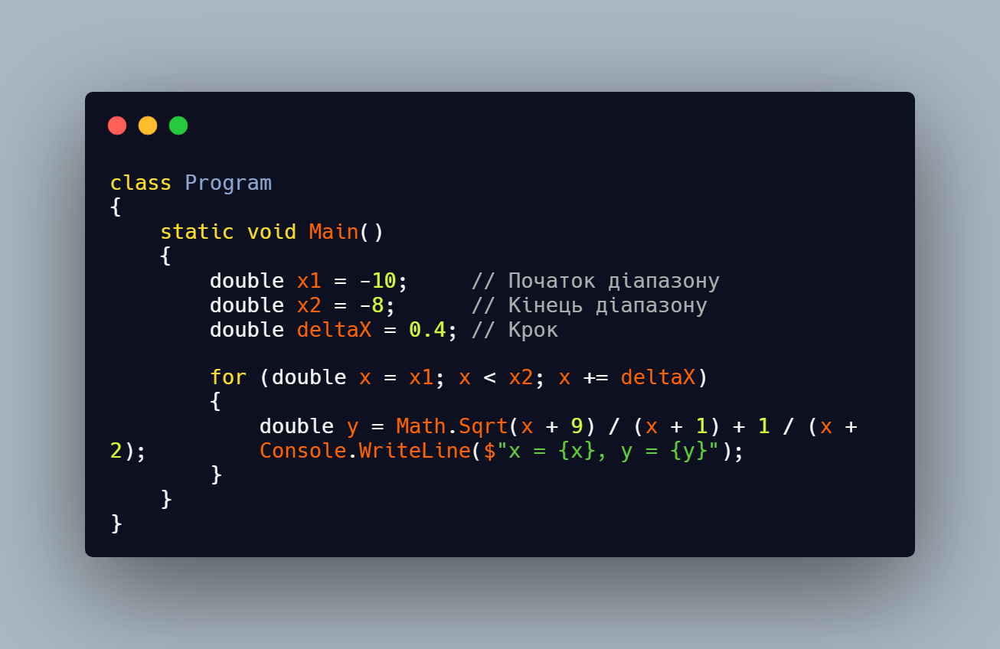 class Program
{
    static void Main()
    {
        double x1 = -10;     // Початок діапазону
        double x2 = -8;      // Кінець діапазону
        double deltaX = 0.4; // Крок

        for (double x = x1; x < x2; x += deltaX)
        {
            double y = Math.Sqrt(x + 9) / (x + 1) + 1 / (x +
2);         Console.WriteLine($"x = {x}, y = {y}");
        }
    }
}